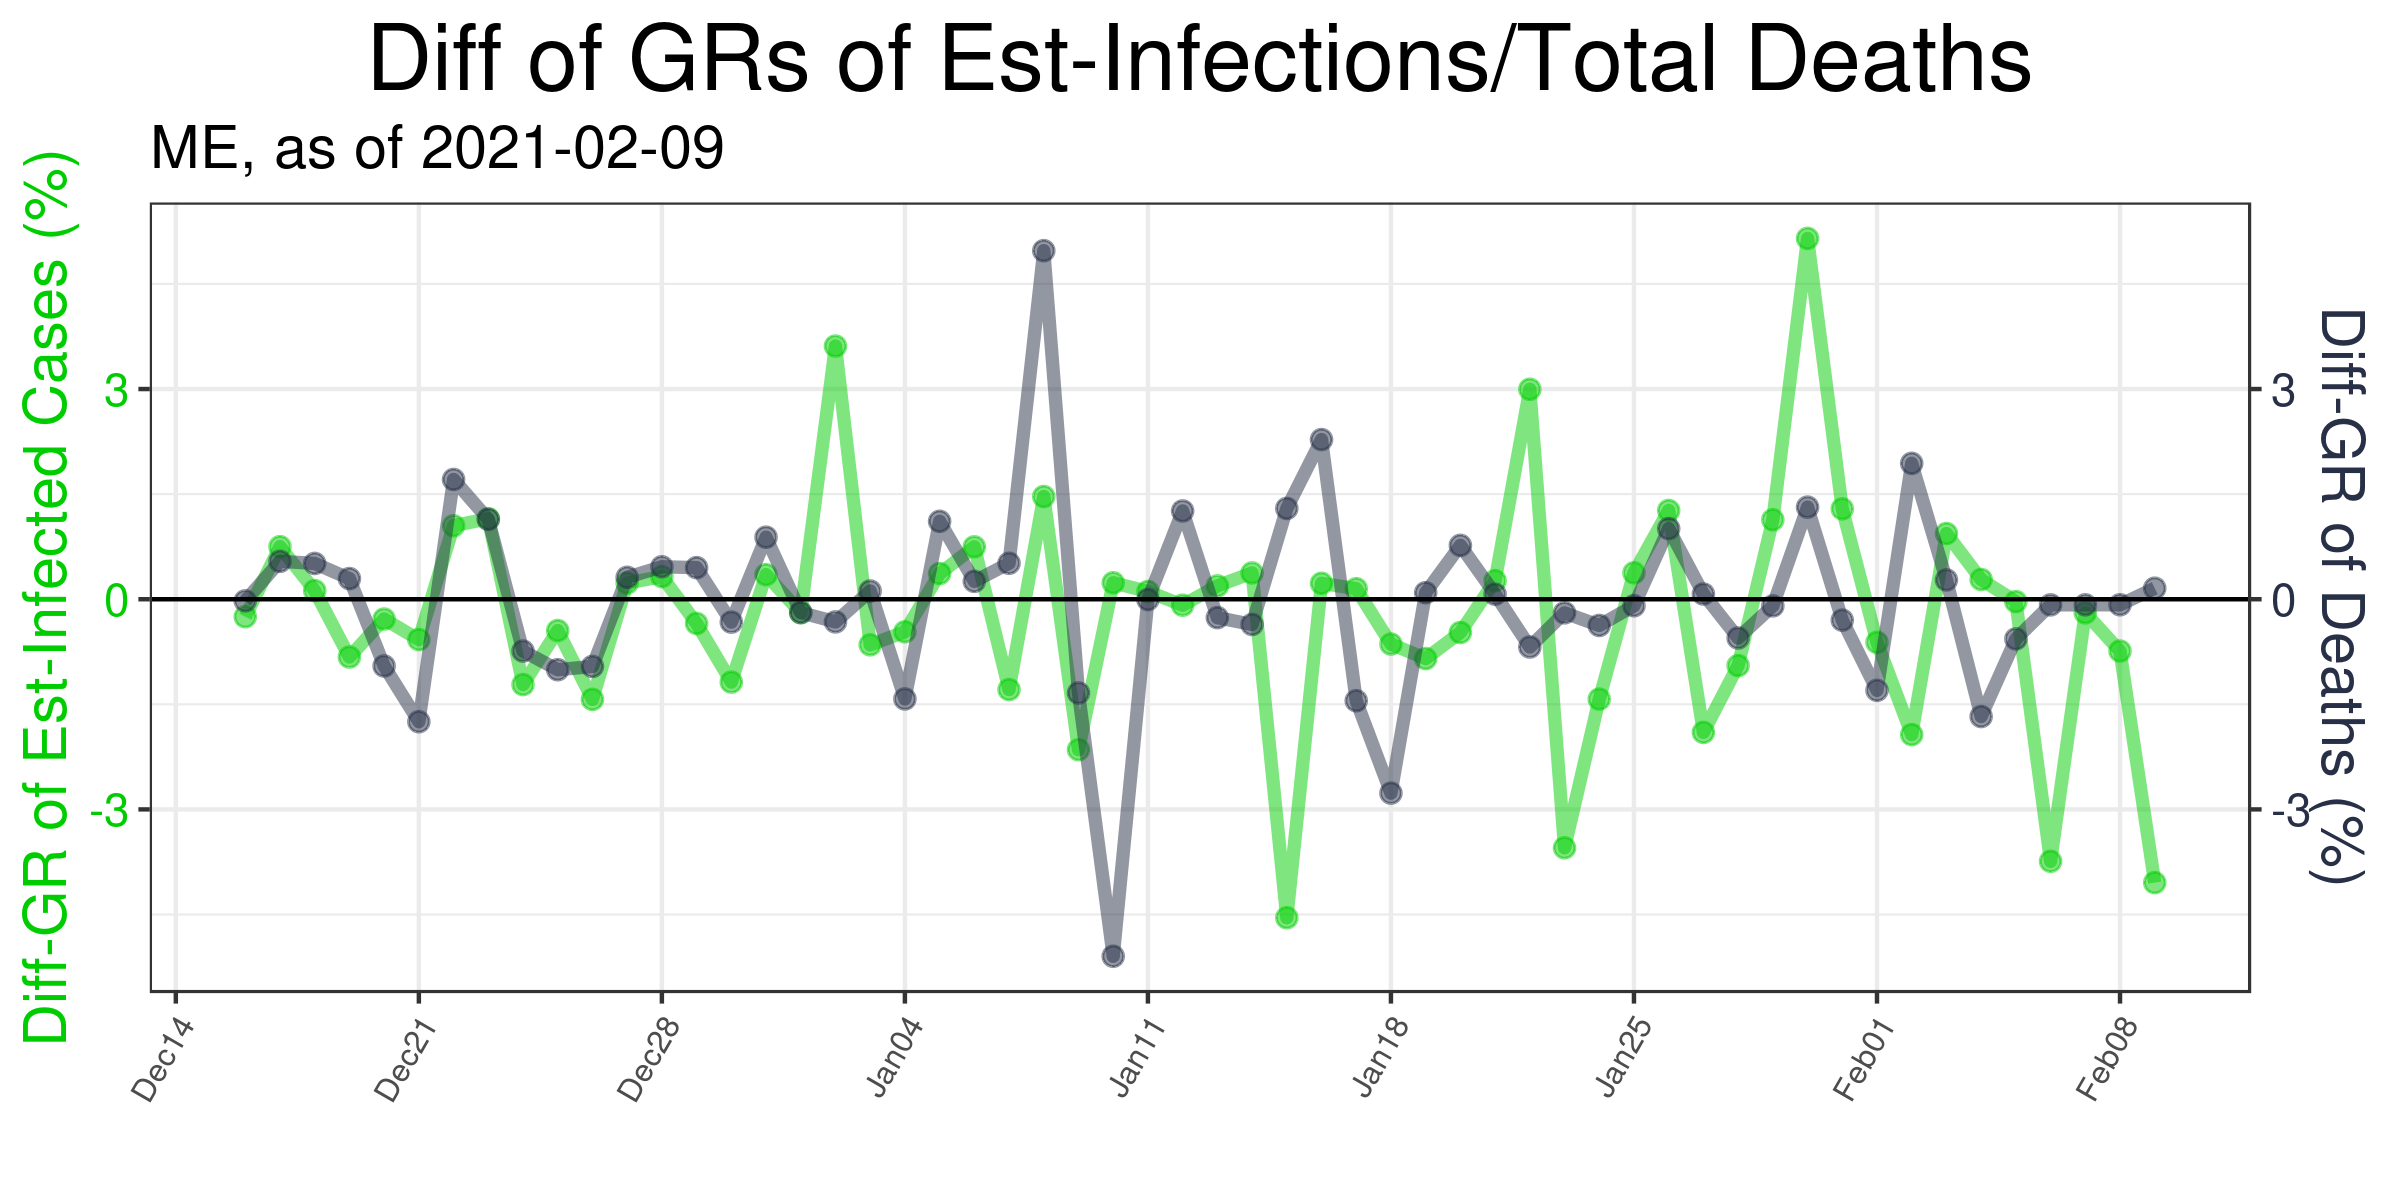 Diff of GRs of Est-Infections/Total Deaths
ME, as of 2021-02-09
Diff-GR of Est-Infected Cases (%)
3
0
-3
3
0
-3
Diff-GR of Deaths (%)
Dec14
Dec21
Dec28
Jan04
Jan11
Jan18
Jan25
Feb01
Feb08